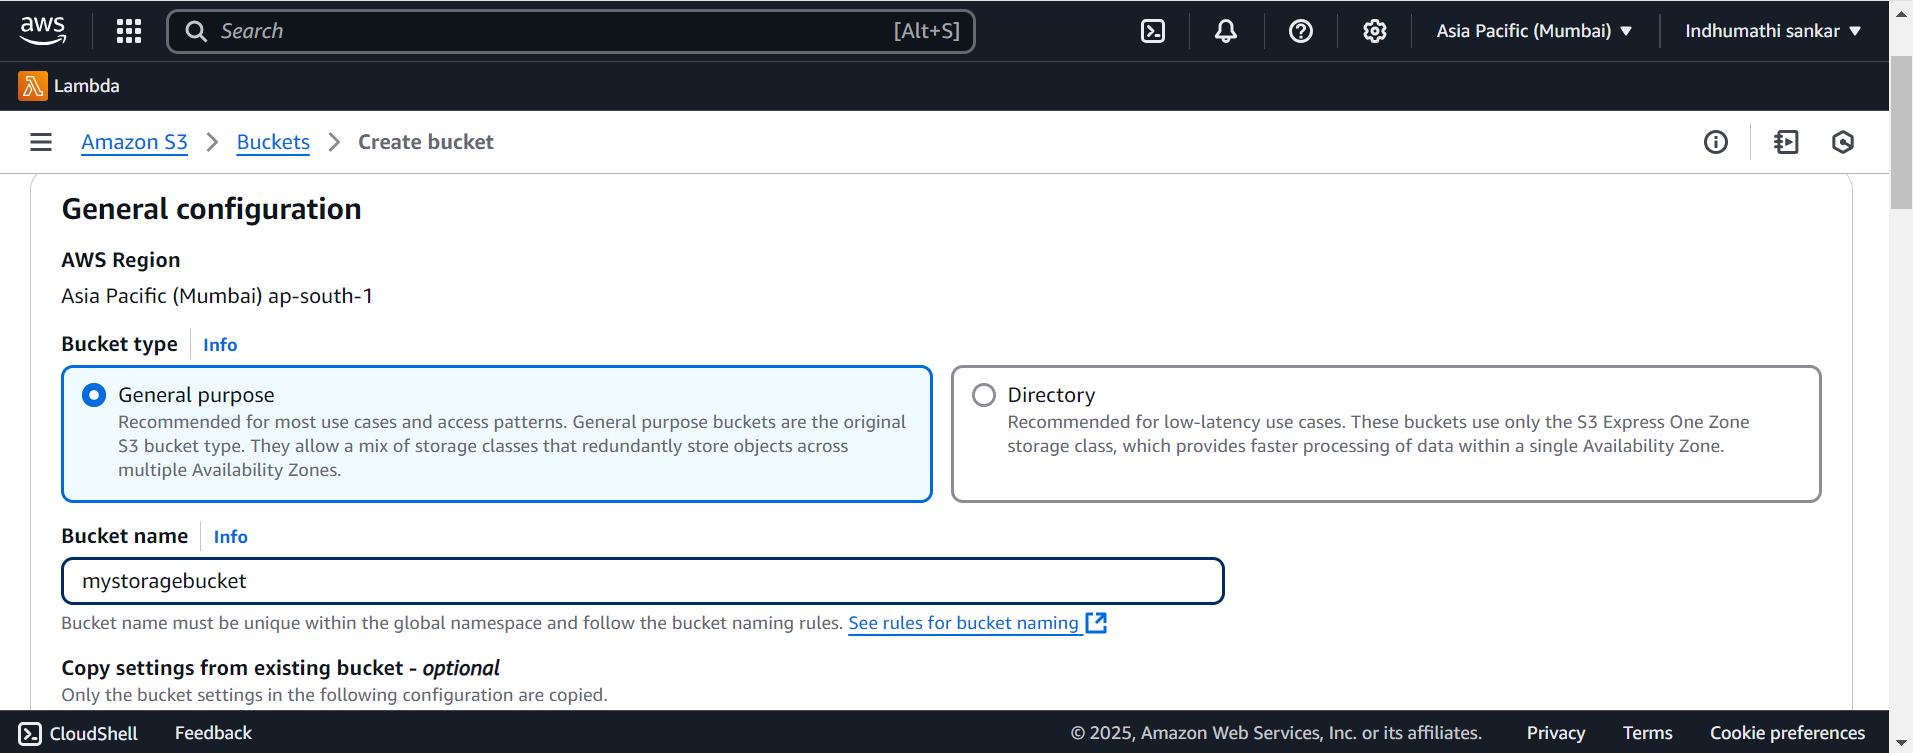 aws Search [Alt+S] Asia Pacific (Mumbai) Indhumathi sankar
Lambda
Amazon S3 Buckets Create bucket
General configuration
AWS Region
Asia Pacific (Mumbai) ap-south-1
Bucket type Info
General purpose
Recommended for most use cases and access patterns. General purpose buckets are the original
S3 bucket type. They allow a mix of storage classes that redundantly store objects across
multiple Availability Zones.
Directory
Recommended for low-latency use cases. These buckets use only the S3 Express One Zone
storage class, which provides faster processing of data within a single Availability Zone.
Bucket name Info
mystoragebucket
Bucket name must be unique within the global namespace and follow the bucket naming rules. See rules for bucket naming
Copy settings from existing bucket - optional
Only the bucket settings in the following configuration are copied.
CloudShell Feedback © 2025, Amazon Web Services, Inc. or its affiliates. Privacy Terms Cookie preferences